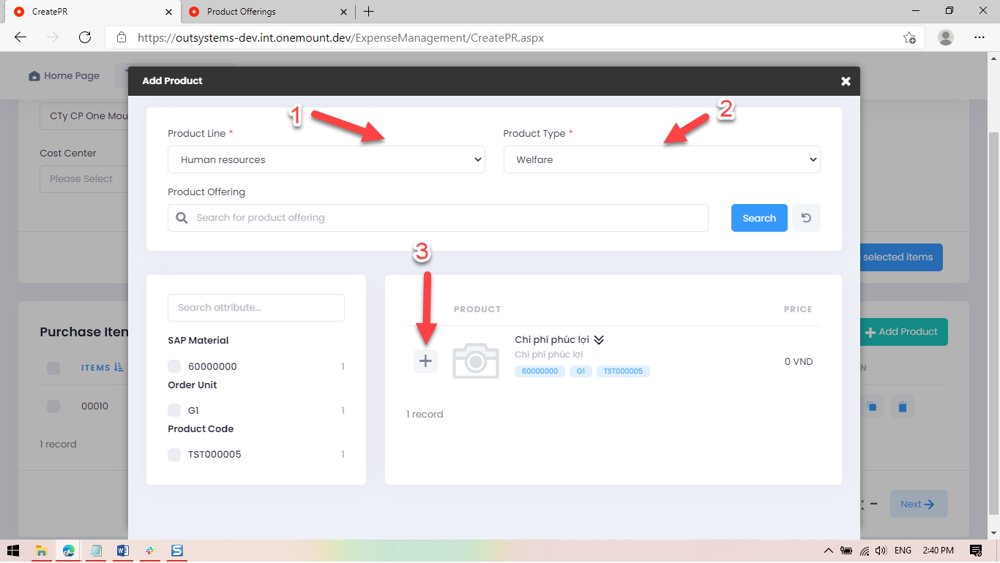 CreatePR
Product Offerings
https://outsystems-dev.int.onemount.dev/ExpenseManagement/CreatePR.aspx
Home Page
Add Product
CTy CP One Mou
1
2
Product Line *
Product Type *
Human resources
Welfare
Cost Center
Please Select
Product Offering
Search for product offering
Search
3
selected items
Search attribute...
PRODUCT
PRICE
Purchase Iten
Add Product
SAP Material
60000000 1
Order Unit
G1 1
Product Code
TST000005 1
Chi phí phúc lợi
Chi phí phúc lợi
60000000 G1 TST000005
0 VND
1 record
ITEMS
N
00010
1 record
: -
Next
ENG
2:40 PM